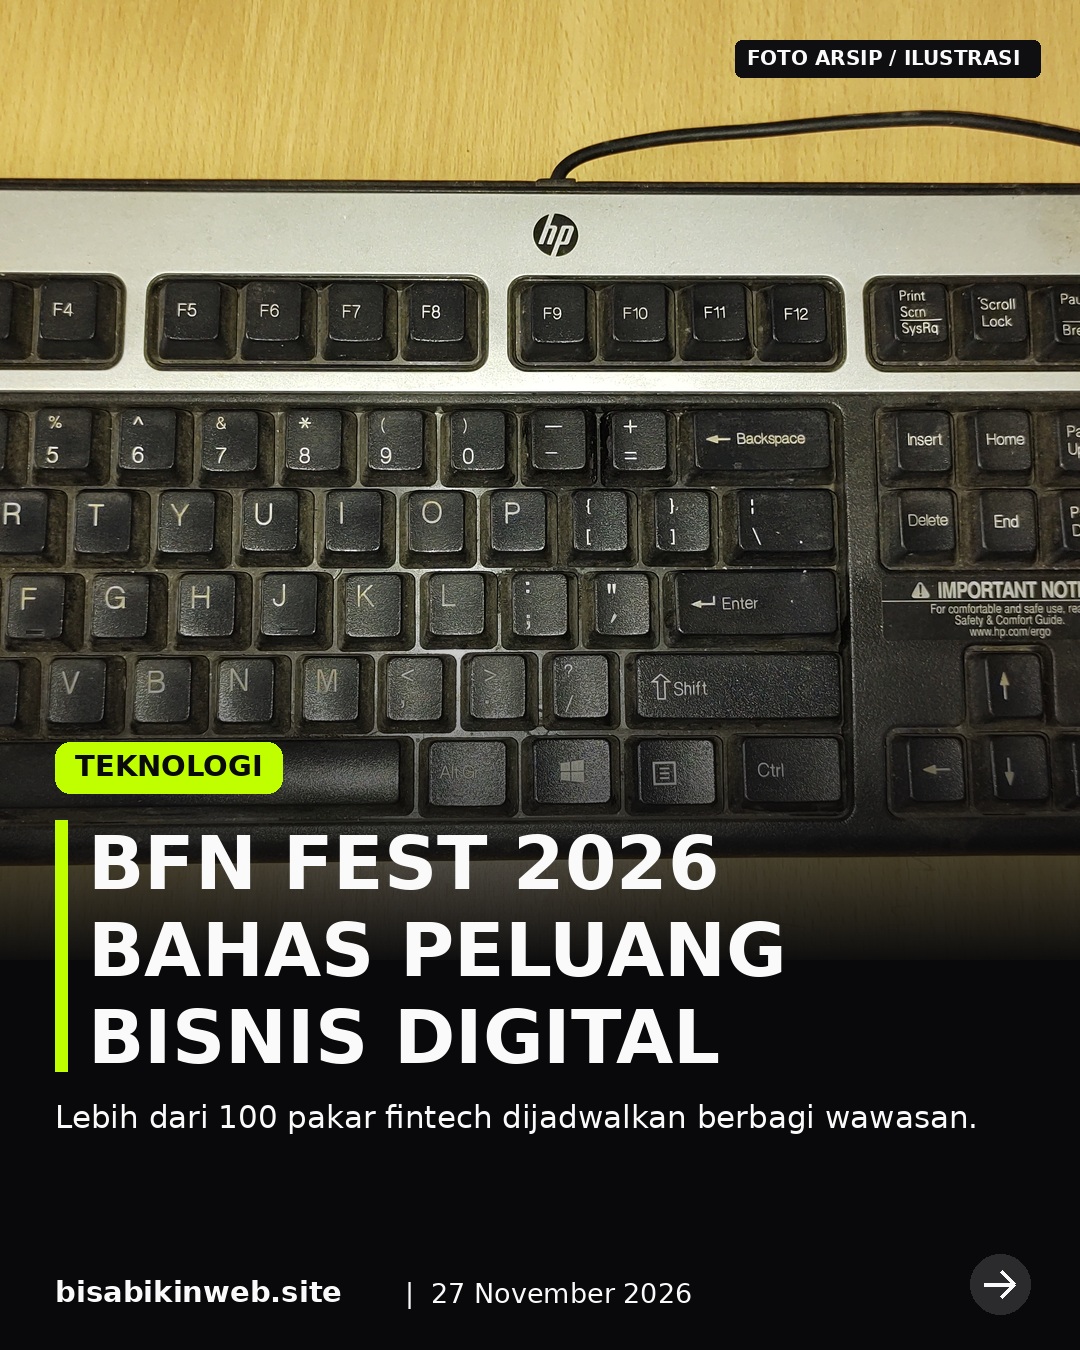 FOTO ARSIP / ILUSTRASI
hp
F4 F5 F6 F7 F8 F9 F10 F11 F12 Print Scrn SysRq Scroll Lock
% 5 ^ 6 & 7 * 8 ( 9 ) 0 — – + = ← Backspace Insert Home
R T Y U I O P { [ } ] ¦ \ Delete End
F G H J K L : ; " ' ↵ Enter
⚠ IMPORTANT NOTI
For comfortable and safe use, rea
Safety & Comfort Guide.
www.hp.com/ergo
V B N M < , > . ? / ⇧ Shift ↑
Alt Gr Ctrl ← ↓
TEKNOLOGI
BFN FEST 2026
BAHAS PELUANG
BISNIS DIGITAL
Lebih dari 100 pakar fintech dijadwalkan berbagi wawasan.
bisabikinweb.site | 27 November 2026